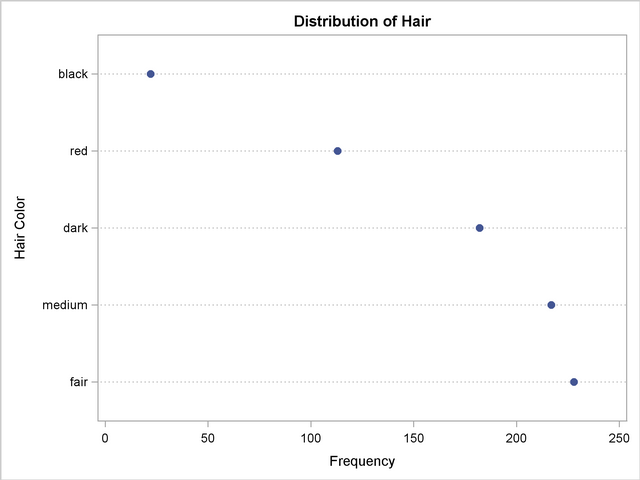 Distribution of Hair
Hair Color
black
red
dark
medium
fair
0 50 100 150 200 250
Frequency